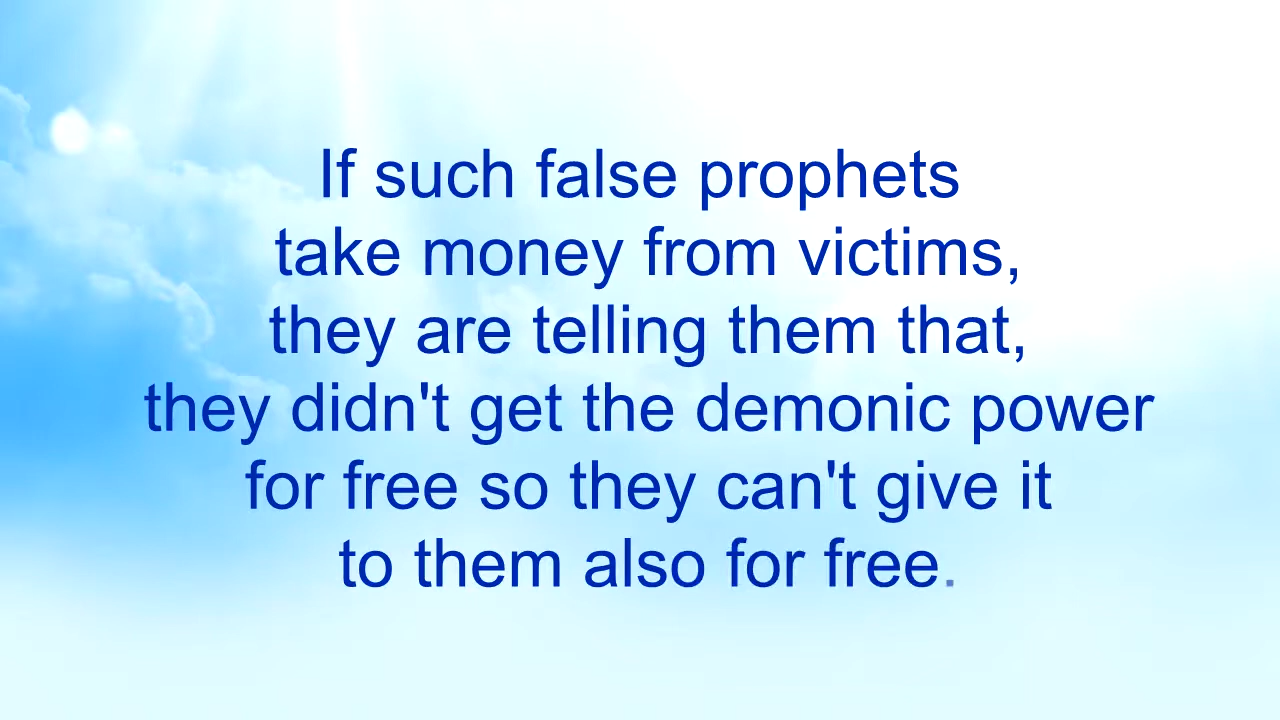 If such false prophets
take money from victims,
they are telling them that,
they didn't get the demonic power
for free so they can't give it
to them also for free.